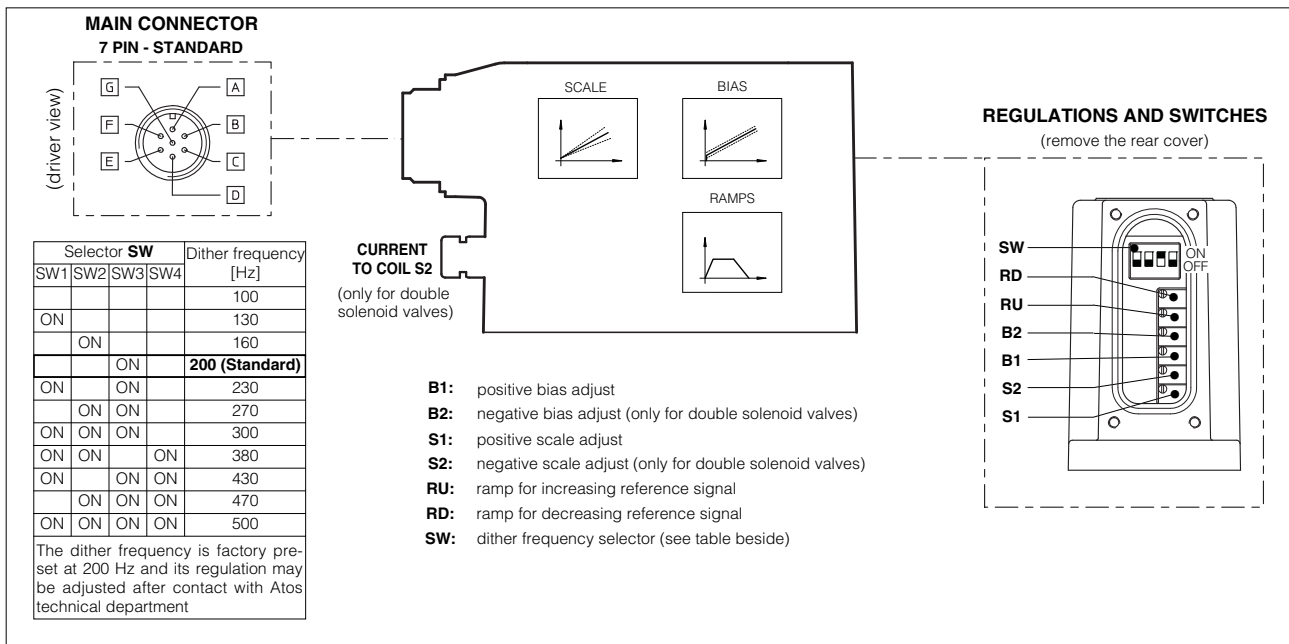 MAIN CONNECTOR
7 PIN - STANDARD
(driver view)
G
A
F
B
E
C
D
SCALE
BIAS
RAMPS
CURRENT
TO COIL S2
(only for double
solenoid valves)
REGULATIONS AND SWITCHES
(remove the rear cover)
SW
ON
OFF
RD
RU
B2
B1
S2
S1
Selector SW Dither frequency
SW1 SW2 SW3 SW4 [Hz]
100
ON 130
ON 160
ON 200 (Standard)
ON ON 230
ON ON 270
ON ON ON 300
ON ON ON 380
ON ON ON 430
ON ON ON 470
ON ON ON ON 500
The dither frequency is factory pre-
set at 200 Hz and its regulation may
be adjusted after contact with Atos
technical department
B1: positive bias adjust
B2: negative bias adjust (only for double solenoid valves)
S1: positive scale adjust
S2: negative scale adjust (only for double solenoid valves)
RU: ramp for increasing reference signal
RD: ramp for decreasing reference signal
SW: dither frequency selector (see table beside)